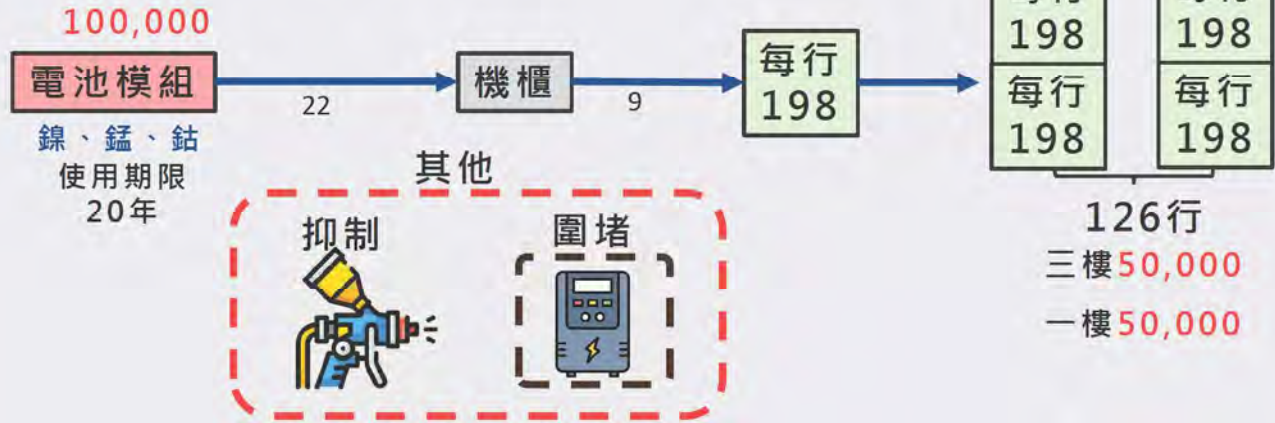 100,000
電池模組
鎳、錳、鈷
使用期限
20年
22
機櫃
9
每行
198
198
198
每行
198
每行
198
126行
三樓50,000
一樓50,000
其他
抑制
圍堵